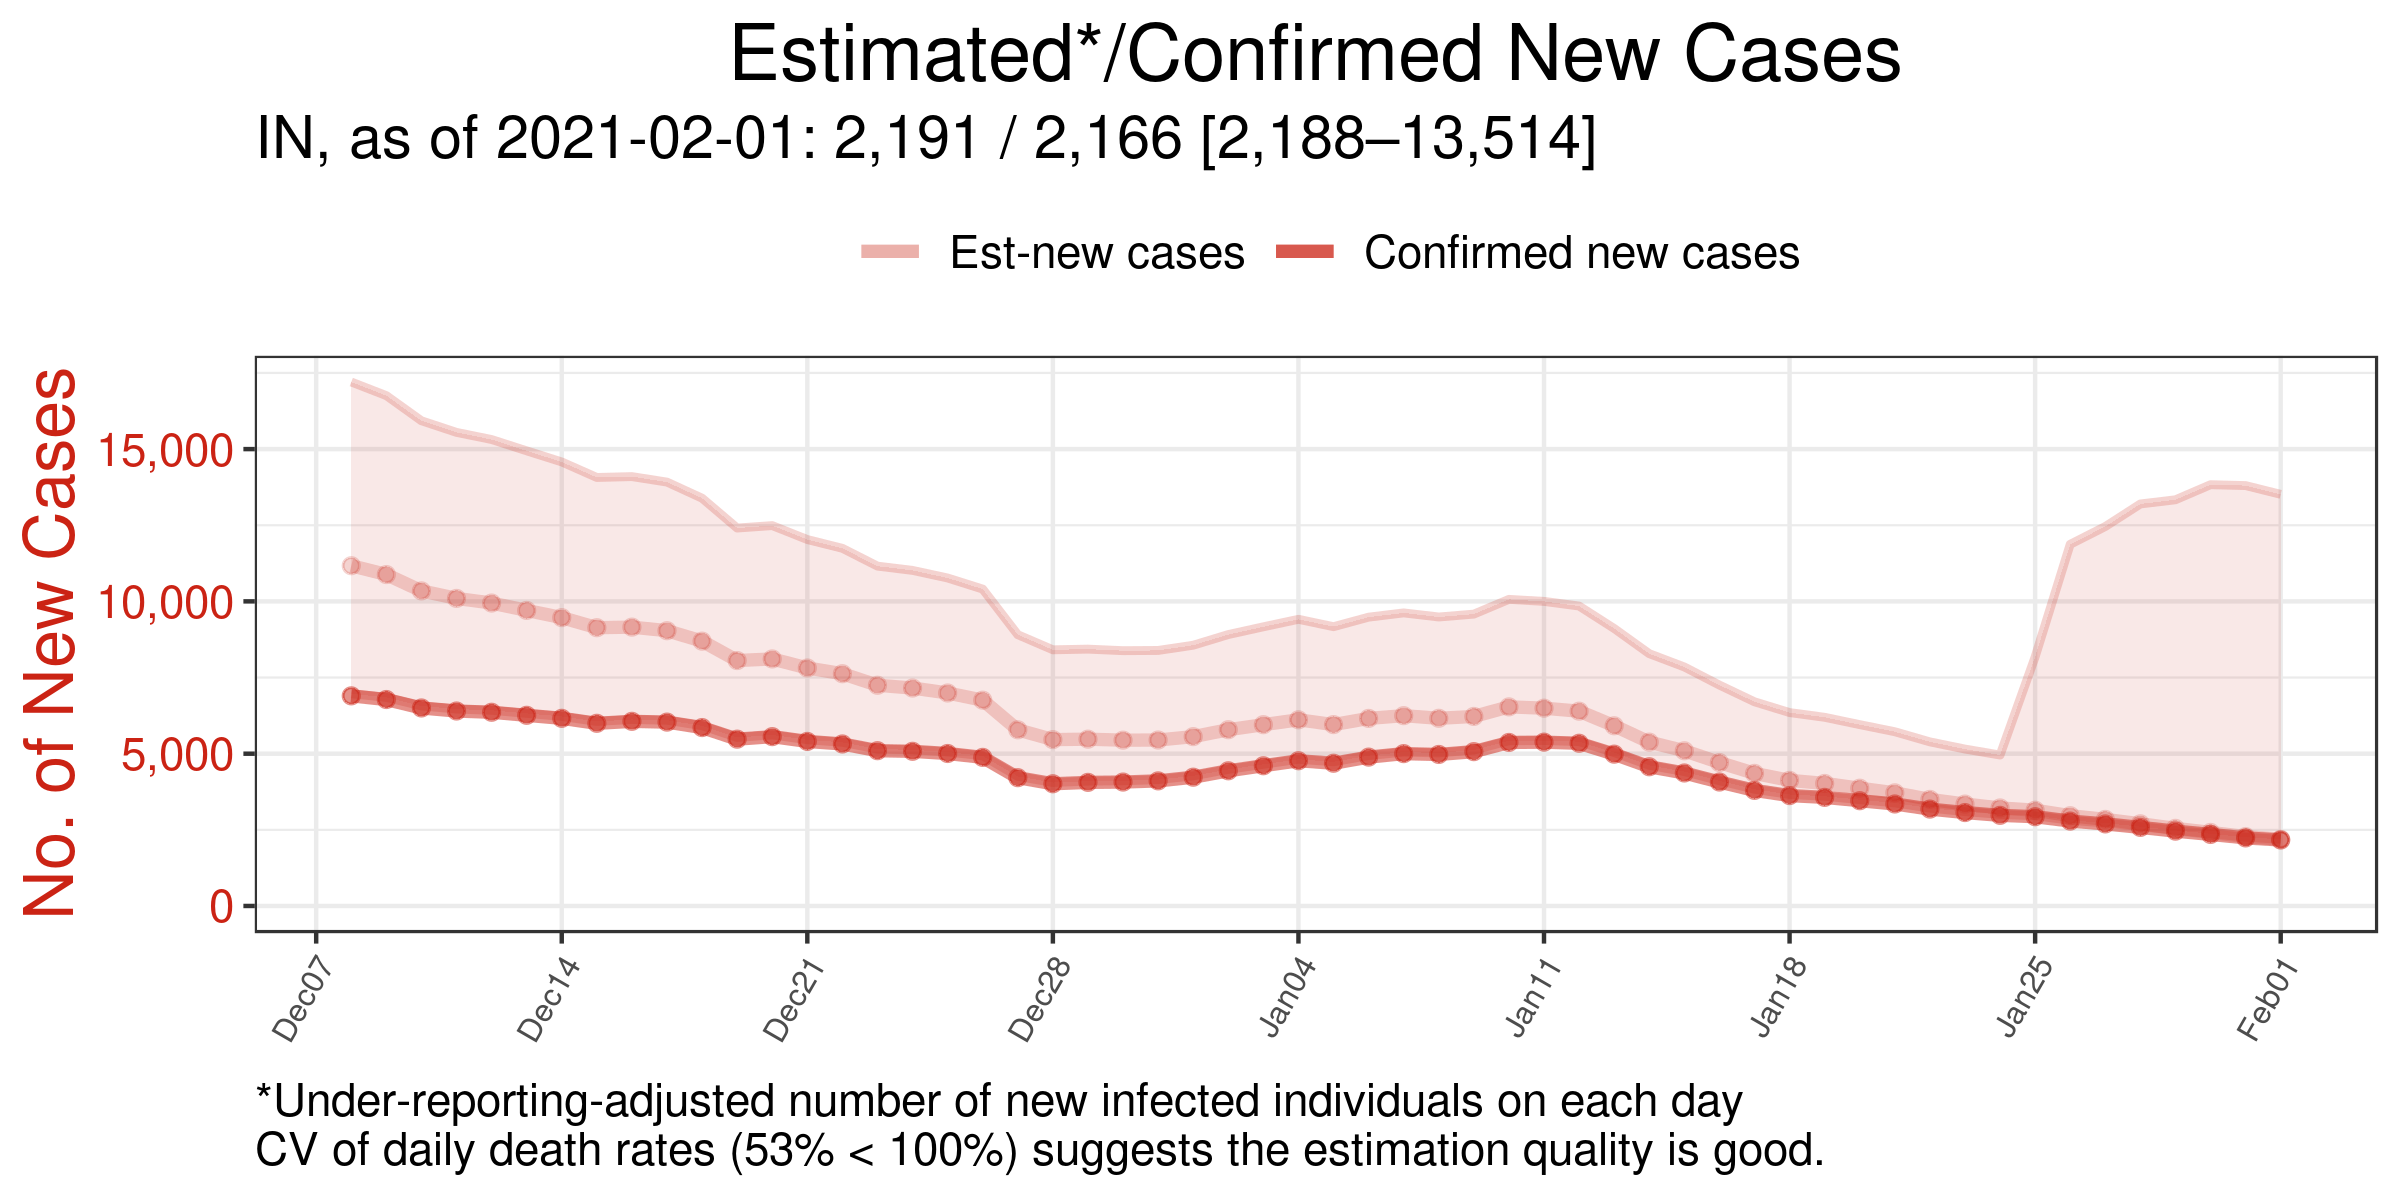 Estimated*/Confirmed New Cases
IN, as of 2021-02-01: 2,191 / 2,166 [2,188–13,514]
Est-new cases
Confirmed new cases
No. of New Cases
15,000
10,000
5,000
0
Dec07
Dec14
Dec21
Dec28
Jan04
Jan11
Jan18
Jan25
Feb01
*Under-reporting-adjusted number of new infected individuals on each day
CV of daily death rates (53% < 100%) suggests the estimation quality is good.